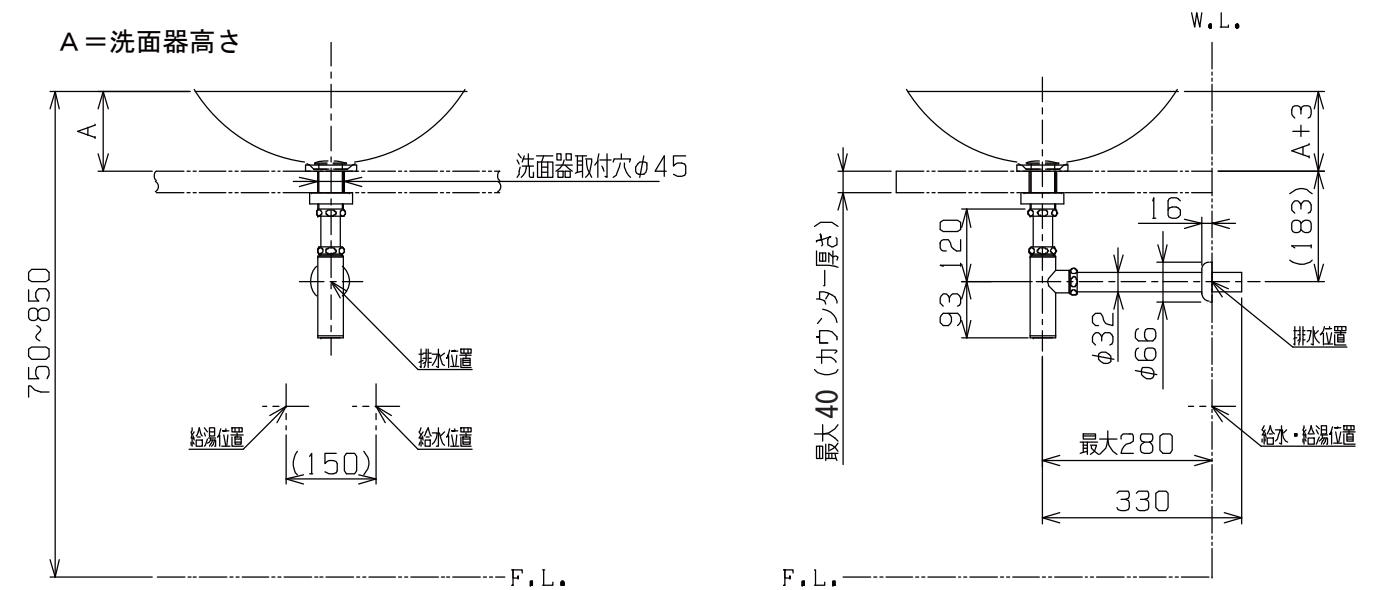 A=洗面器高さ
A
洗面器取付穴φ45
750~850
排水位置
給湯位置
給水位置
(150)
F.L.
W.L.
A+3
(183)
16
120
93
φ32
φ66
最大40(カウンター厚さ)
排水位置
給水・給湯位置
最大280
330
F.L.